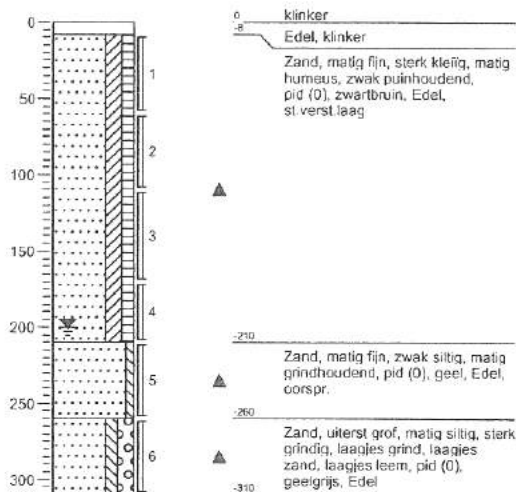 0
50
100
150
200
250
300
1
2
3
4
5
6
0
klinker
-8
Edel, klinker
Zand, matig fijn, sterk kleiïg, matig
humeus, zwak puinhoudend,
pid (0), zwartbruin, Edel,
st.verst.laag
-210
Zand, matig fijn, zwak siltig, matig
grindhoudend, pid (0), geel, Edel,
oorspr.
-260
Zand, uiterst grof, matig siltig, sterk
grindig, laagjes grind, laagjes
zand, laagjes leem, pid (0),
geelgrijs, Edel
-310